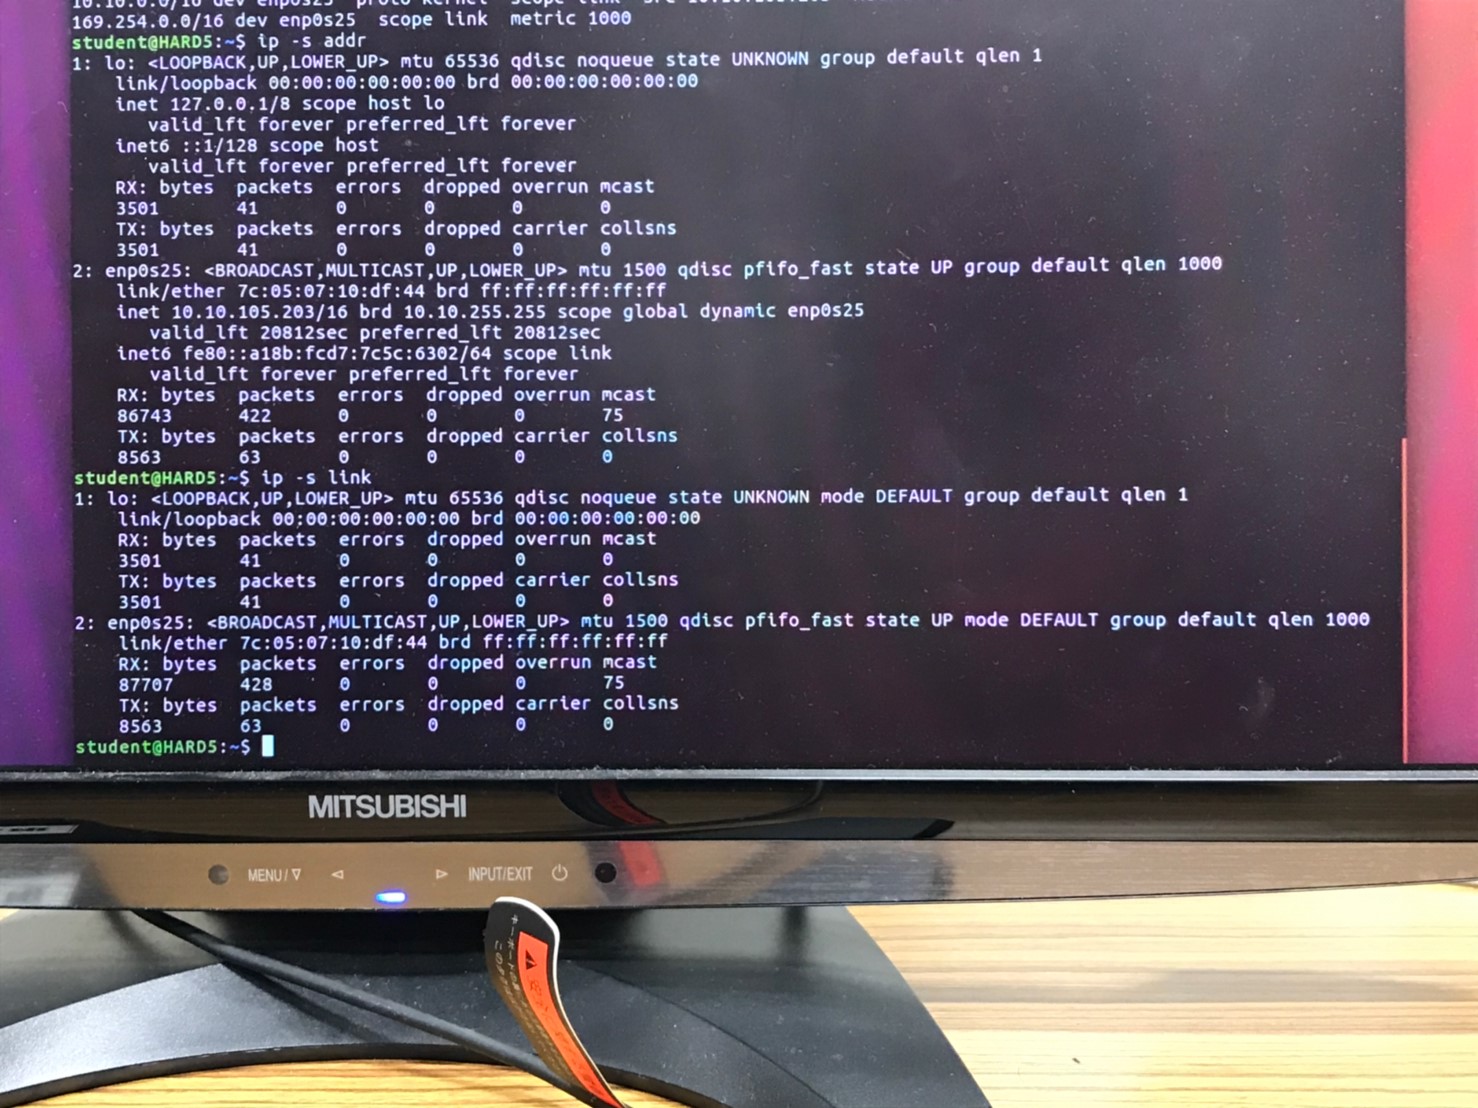 169.254.0.0/16 dev enp0s25  scope link  metric 1000
student@HARD5:~$ ip -s addr
1: lo: <LOOPBACK,UP,LOWER_UP> mtu 65536 qdisc noqueue state UNKNOWN group default qlen 1
    link/loopback 00:00:00:00:00:00 brd 00:00:00:00:00:00
    inet 127.0.0.1/8 scope host lo
       valid_lft forever preferred_lft forever
    inet6 ::1/128 scope host
       valid_lft forever preferred_lft forever
    RX: bytes  packets  errors  dropped overrun mcast
    3501       41       0       0       0       0
    TX: bytes  packets  errors  dropped carrier collsns
    3501       41       0       0       0       0
2: enp0s25: <BROADCAST,MULTICAST,UP,LOWER_UP> mtu 1500 qdisc pfifo_fast state UP group default qlen 1000
    link/ether 7c:05:07:10:df:44 brd ff:ff:ff:ff:ff:ff
    inet 10.10.105.203/16 brd 10.10.255.255 scope global dynamic enp0s25
       valid_lft 20812sec preferred_lft 20812sec
    inet6 fe80::a18b:fcd7:7c5c:6302/64 scope link
       valid_lft forever preferred_lft forever
    RX: bytes  packets  errors  dropped overrun mcast
    86743      422      0       0       0       75
    TX: bytes  packets  errors  dropped carrier collsns
    8563       63       0       0       0       0
student@HARD5:~$ ip -s link
1: lo: <LOOPBACK,UP,LOWER_UP> mtu 65536 qdisc noqueue state UNKNOWN mode DEFAULT group default qlen 1
    link/loopback 00:00:00:00:00:00 brd 00:00:00:00:00:00
    RX: bytes  packets  errors  dropped overrun mcast
    3501       41       0       0       0       0
    TX: bytes  packets  errors  dropped carrier collsns
    3501       41       0       0       0       0
2: enp0s25: <BROADCAST,MULTICAST,UP,LOWER_UP> mtu 1500 qdisc pfifo_fast state UP mode DEFAULT group default qlen 1000
    link/ether 7c:05:07:10:df:44 brd ff:ff:ff:ff:ff:ff
    RX: bytes  packets  errors  dropped overrun mcast
    87707      428      0       0       0       75
    TX: bytes  packets  errors  dropped carrier collsns
    8563       63       0       0       0       0
student@HARD5:~$
MITSUBISHI
MENU/▽ ◁ ▷ INPUT/EXIT